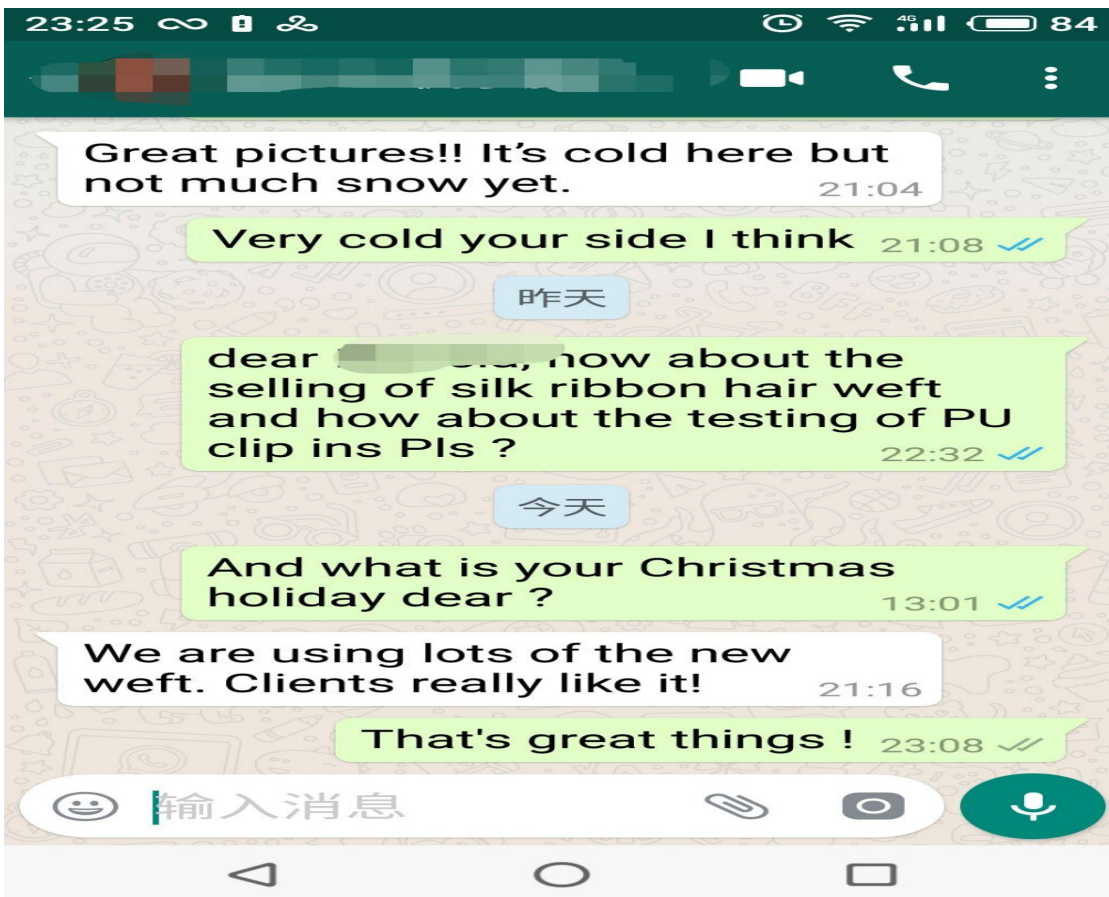 23:25
4G
84
Great pictures!! It's cold here but
not much snow yet.
21:04
Very cold your side I think 21:08
昨天
dear
how about the
selling of silk ribbon hair weft
and how about the testing of PU
clip ins Pls ?
22:32
今天
And what is your Christmas
holiday dear ?
13:01
We are using lots of the new
weft. Clients really like it!
21:16
That's great things ! 23:08
输入消息